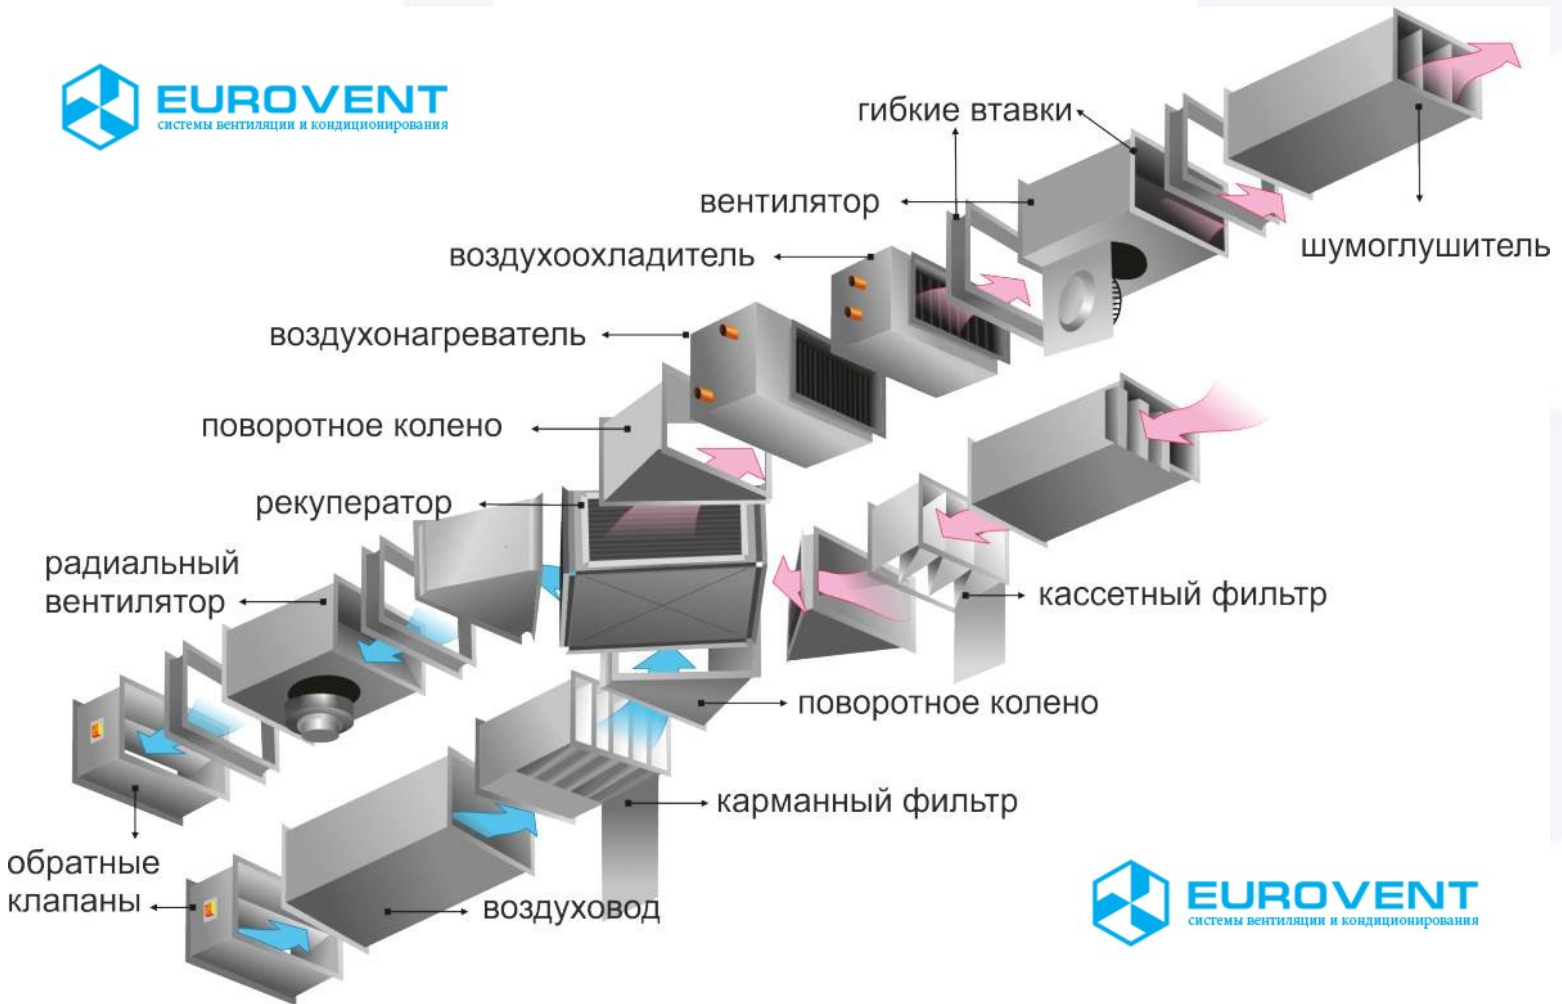 EUROVENT
системы вентиляции и кондиционирования
гибкие втавки
вентилятор
шумоглушитель
воздухоохладитель
воздухонагреватель
поворотное колено
рекуператор
радиальный
вентилятор
кассетный фильтр
поворотное колено
карманный фильтр
обратные
клапаны
воздуховод
EUROVENT
системы вентиляции и кондиционирования